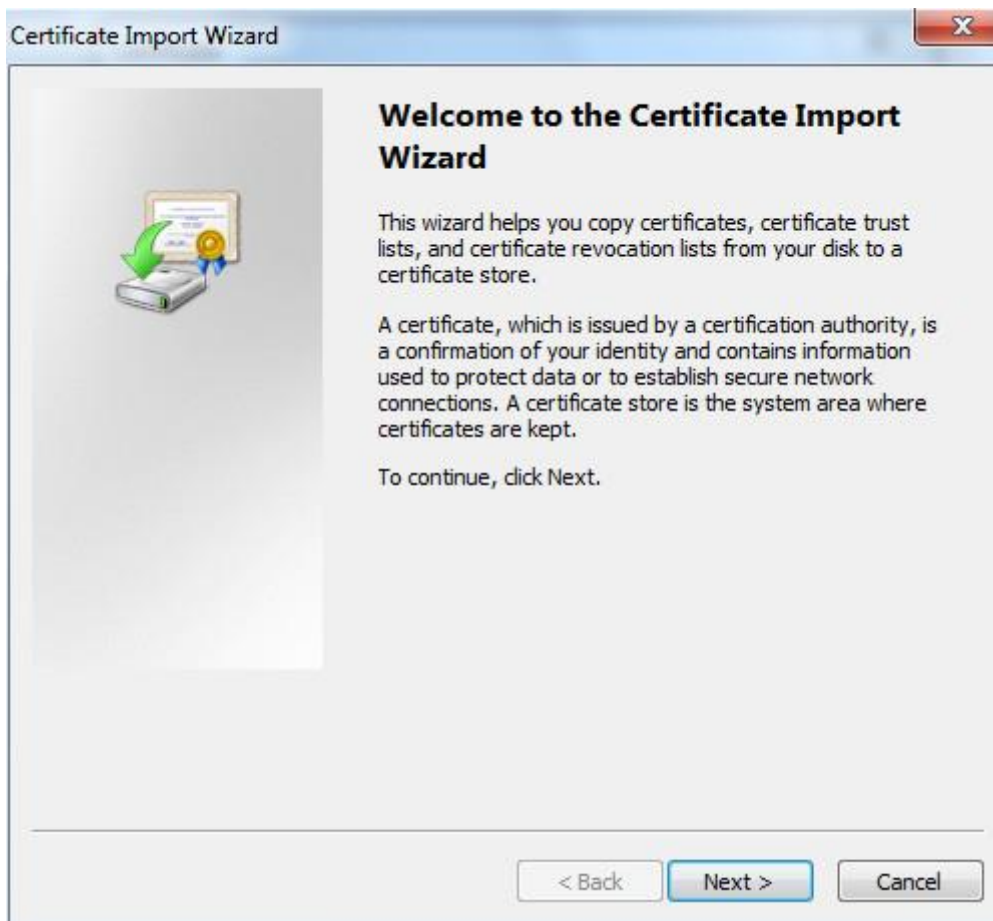 Certificate Import Wizard
Welcome to the Certificate Import
Wizard
This wizard helps you copy certificates, certificate trust
lists, and certificate revocation lists from your disk to a
certificate store.
A certificate, which is issued by a certification authority, is
a confirmation of your identity and contains information
used to protect data or to establish secure network
connections. A certificate store is the system area where
certificates are kept.
To continue, click Next.
< Back Next > Cancel